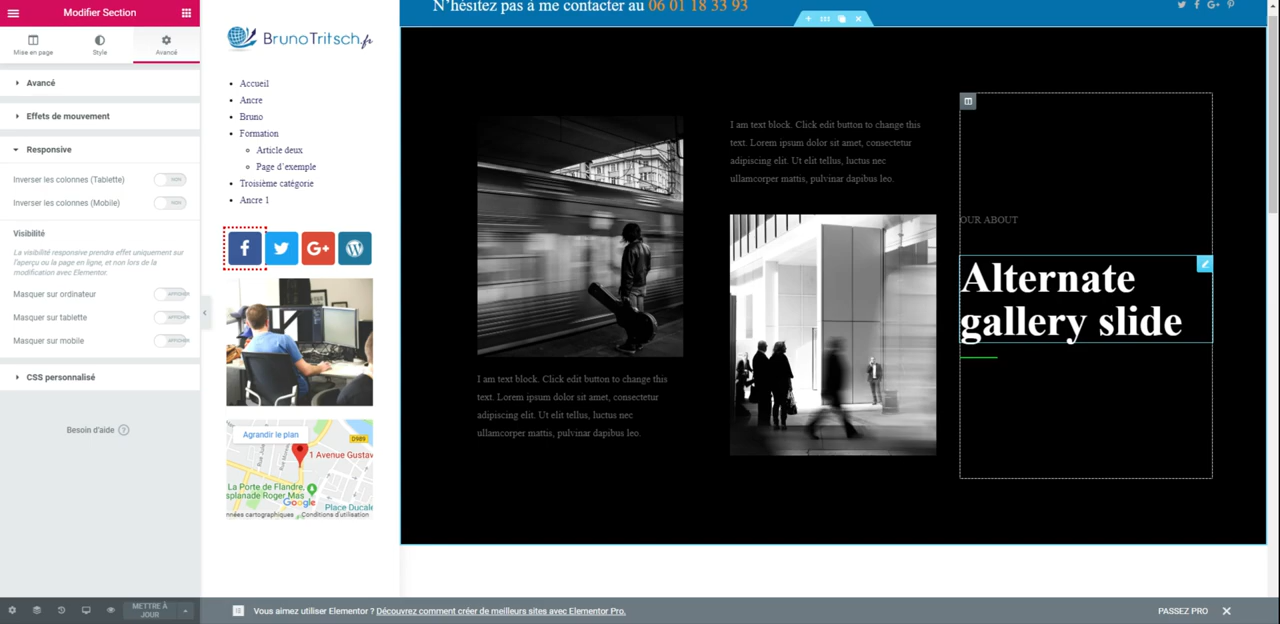 Modifier Section
Mise en page
Style
Avancé
Avancé
Effets de mouvement
Responsive
Inverser les colonnes (Tablette)
NON
Inverser les colonnes (Mobile)
NON
Visibilité
La visibilité responsive prendra effet uniquement sur
l'aperçu ou la page en ligne, et non lors de la
modification avec Elementor.
Masquer sur ordinateur
AFFICHER
Masquer sur tablette
AFFICHER
Masquer sur mobile
AFFICHER
CSS personnalisé
Besoin d'aide ?
METTRE À
JOUR
BrunoTritsch.fr
Accueil
Ancre
Bruno
Formation
Article deux
Page d'exemple
Troisième catégorie
Ancre 1
G+
Agrandir le plan
D989
1 Avenue Gustav
La Porte de Flandre,
splanade Roger Mas
Google
Place Ducale
nnées cartographiques
Conditions d'utilisation
N'hésitez pas à me contacter au 06 01 18 33 93
G+
I am text block. Click edit button to change this
text. Lorem ipsum dolor sit amet, consectetur
adipiscing elit. Ut elit tellus, luctus nec
ullamcorper mattis, pulvinar dapibus leo.
I am text block. Click edit button to change this
text. Lorem ipsum dolor sit amet, consectetur
adipiscing elit. Ut elit tellus, luctus nec
ullamcorper mattis, pulvinar dapibus leo.
OUR ABOUT
Alternate
gallery slide
Vous aimez utiliser Elementor ? Découvrez comment créer de meilleurs sites avec Elementor Pro.
PASSEZ PRO